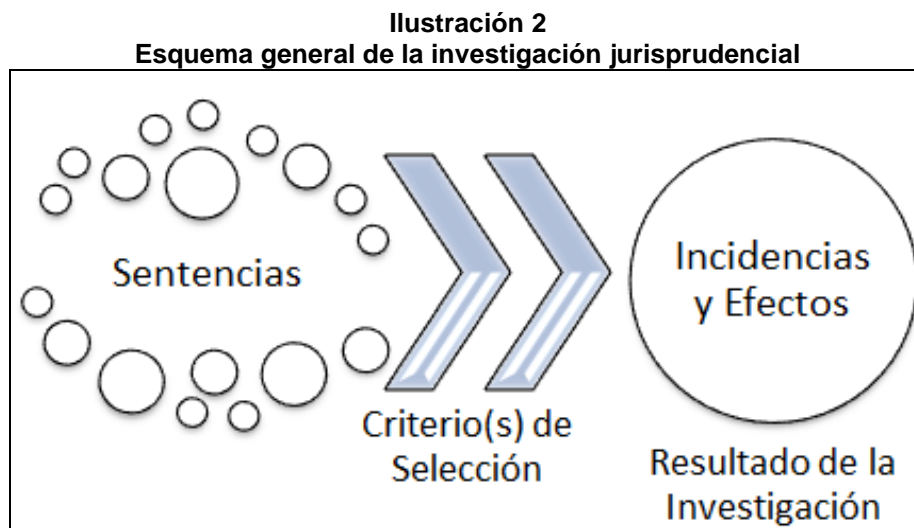 Ilustración 2
Esquema general de la investigación jurisprudencial
Sentencias
Criterio(s) de
Selección
Incidencias
y Efectos
Resultado de la
Investigación